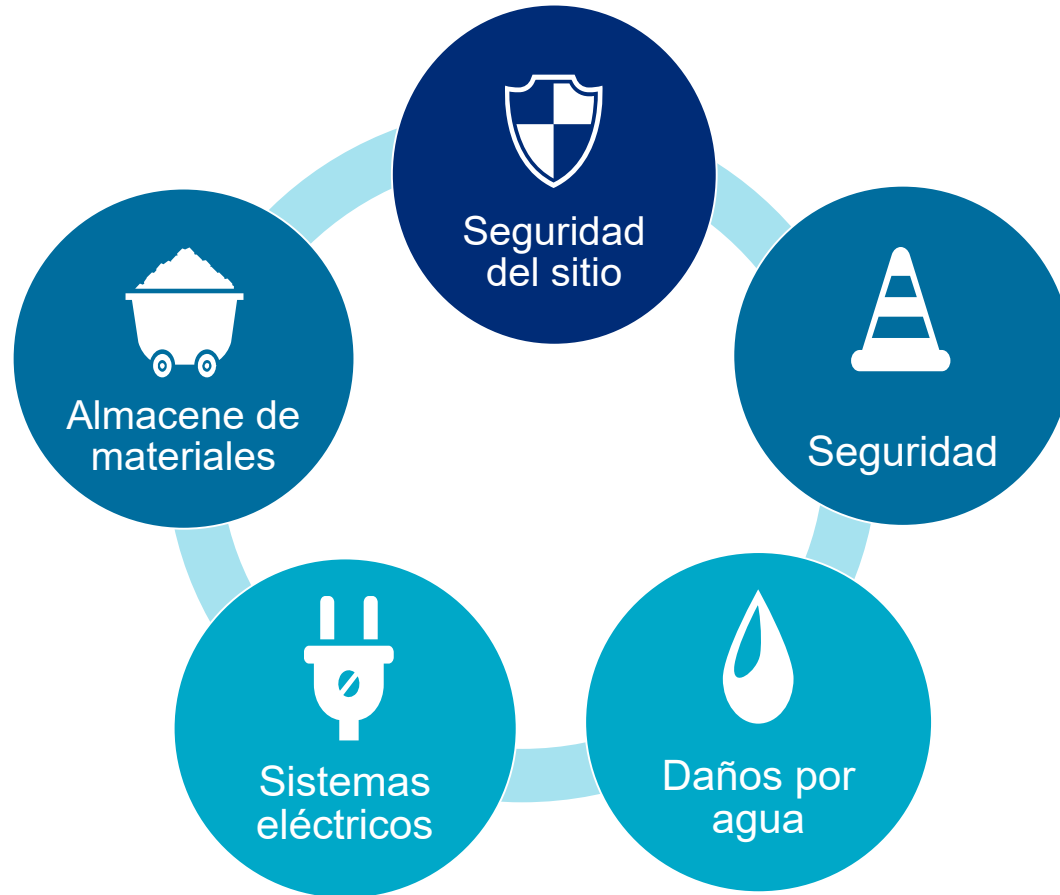 Seguridad
del sitio
Seguridad
Daños por
agua
Sistemas
eléctricos
Almacene de
materiales